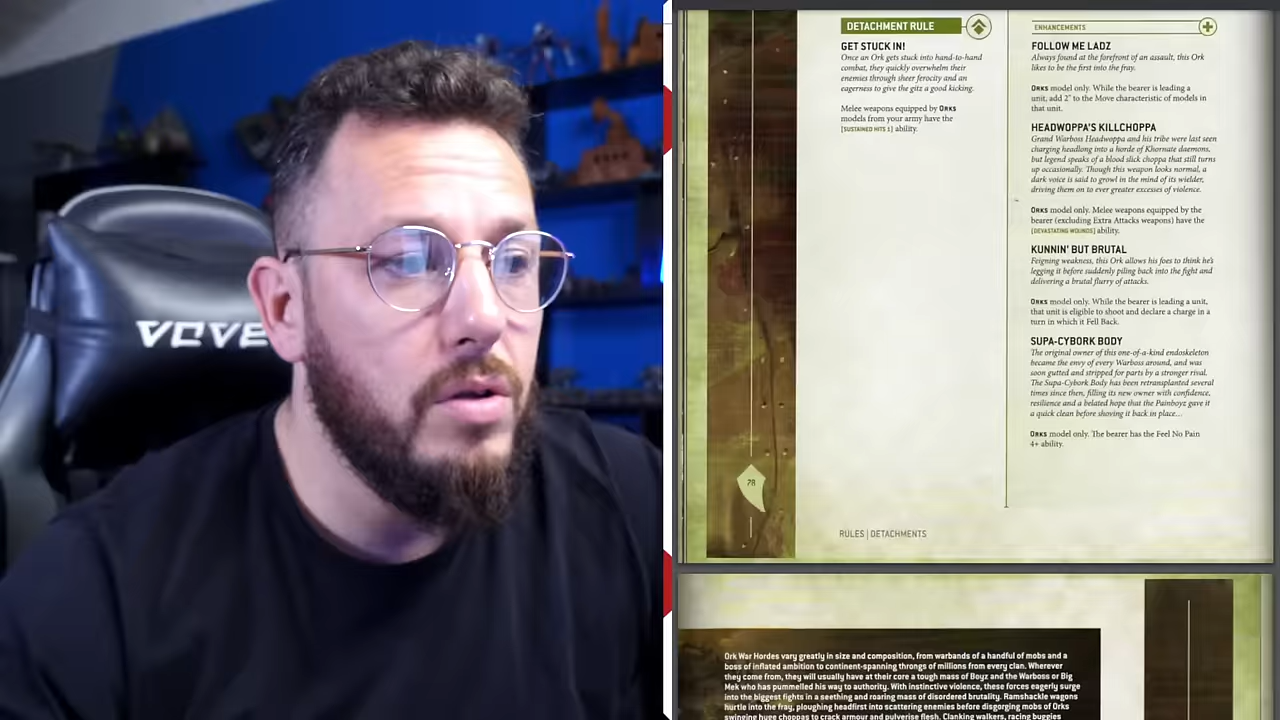 VOVE
DETACHMENT RULE
GET STUCK IN!
Once an Ork gets stuck into hand-to-hand
combat, they quickly overwhelm their
enemies through sheer ferocity and an
eagerness to give the gitz a good kicking.
Melee weapons equipped by ORKS
models from your army have the
[SUSTAINED HITS 1] ability.
ENHANCEMENTS
FOLLOW ME LADZ
Always found at the forefront of an assault, this Ork
likes to be the first into the fray.
ORKS model only. While the bearer is leading a
unit, add 2" to the Move characteristic of models in
that unit.
HEADWOPPA'S KILLCHOPPA
Grand Warboss Headwoppa and his tribe were last seen
charging headlong into a horde of Khornate daemons,
but legend speaks of a blood slick choppa that still turns
up occasionally. Though this weapon looks normal, a
dark voice is said to growl in the mind of its wielder,
driving them on to ever greater excesses of violence.
ORKS model only. Melee weapons equipped by the
bearer (excluding Extra Attacks weapons) have the
[DEVASTATING WOUNDS] ability.
KUNNIN' BUT BRUTAL
Feigning weakness, this Ork allows his foes to think he's
legging it before suddenly piling back into the fight and
delivering a brutal flurry of attacks.
ORKS model only. While the bearer is leading a unit,
that unit is eligible to shoot and declare a charge in a
turn in which it Fell Back.
SUPA-CYBORK BODY
The original owner of this one-of-a-kind endoskeleton
became the envy of every Warboss around, and was
soon gutted and stripped for parts by a stronger rival.
The Supa-Cybork Body has been retransplanted several
times since then, filling its new owner with confidence,
resilience and a belated hope that the Painboyz gave it
a quick clean before shoving it back in place...
ORKS model only. The bearer has the Feel No Pain
4+ ability.
78
RULES | DETACHMENTS
Ork War Hordes vary greatly in size and composition, from warbands of a handful of mobs and a
boss of inflated ambition to continent-spanning throngs of millions from every clan. Wherever
they come from, they will usually have at their core a tough mass of Boyz and the Warboss or Big
Mek who has pummelled his way to authority. With instinctive violence, these forces eagerly surge
into the biggest fights in a seething and roaring mass of disordered brutality. Ramshackle wagons
hurtle into the fray, ploughing headfirst into scattering enemies before disgorging mobs of Orks
swinging huge choppas to crack armour and pulverise flesh. Clanking walkers, racing buggies